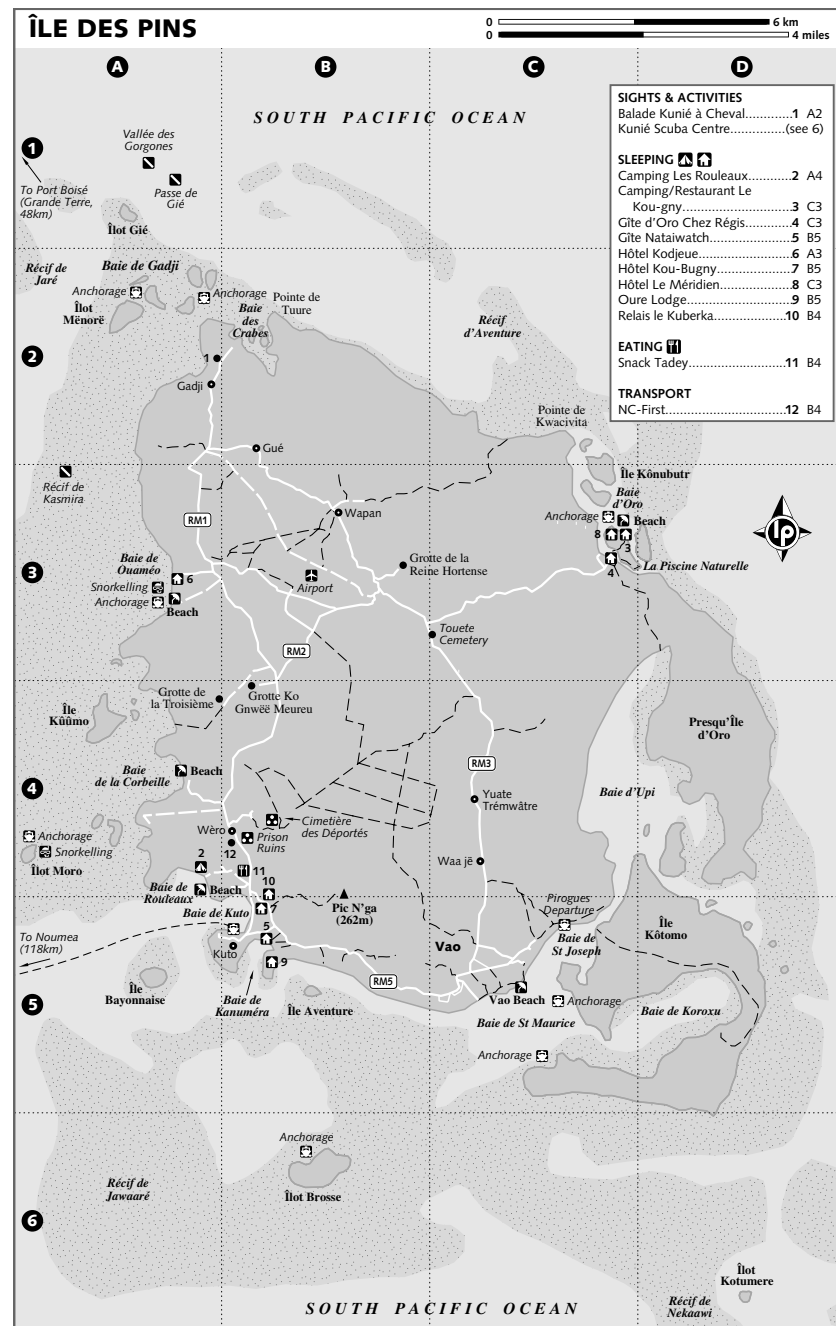 ÎLE DES PINS
0 6 km
0 4 miles
A B C D
SOUTH PACIFIC OCEAN
SIGHTS & ACTIVITIES
Balade Kunié à Cheval............1 A2
Kunié Scuba Centre..............(see 6)
SLEEPING
Camping Les Rouleaux...........2 A4
Camping/Restaurant Le
Kou-gny.........................3 C3
Gîte d'Oro Chez Régis............4 C3
Gîte Nataiwatch....................5 B5
Hôtel Kodjeue.......................6 A3
Hôtel Kou-Bugny...................7 B5
Hôtel Le Méridien..................8 C3
Oure Lodge...........................9 B5
Relais le Kuberka.................10 B4
EATING
Snack Tadey........................11 B4
TRANSPORT
NC-First..............................12 B4
1
Vallée des
Gorgones
Passe de
Gié
To Port Boisé
(Grande Terre,
48km)
Îlot Gié
Récif de
Jaré
Baie de Gadji
Anchorage
Anchorage
Îlot
Mënorë
Baie
des
Crabes
Pointe de
Tuure
Récif
d'Aventure
2
1
Gadji
Pointe de
Kwacivita
Gué
Récif de
Kasmira
Île Kônubutr
Baie
d'Oro
Wapan
Anchorage
Beach
RM1
8
3
Baie de
Ouaméo
Grotte de la
Reine Hortense
La Piscine Naturelle
3
6
Airport
4
Snorkelling
Anchorage
Beach
Touete
Cemetery
RM2
Grotte de
la Troisième
Grotte Ko
Gnwëë Meureu
Île
Kûûmo
Presqu'Île
d'Oro
RM3
Baie
de la Corbeille
Beach
4
Baie d'Upi
Yuate
Trémwâtre
Cimetière
des Déportés
Wèro
Prison
Ruins
Anchorage
Snorkelling
Îlot Moro
12
2
11
Waa jë
10
Baie de
Rouleaux
Beach
Pic N'ga
(262m)
Pirogues
Departure
Baie de Kuto
7
5
Île
Kôtomo
To Noumea
(118km)
Kuto
Vao
Baie de
St Joseph
9
RM5
Île
Bayonnaise
Baie de
Kanuméra
Île Aventure
Vao Beach
Anchorage
Baie de Koroxu
5
Baie de St Maurice
Anchorage
Anchorage
Récif de
Jawaaré
Îlot Brosse
6
Îlot
Kotumere
SOUTH PACIFIC OCEAN
Récif de
Nekaawi
lp